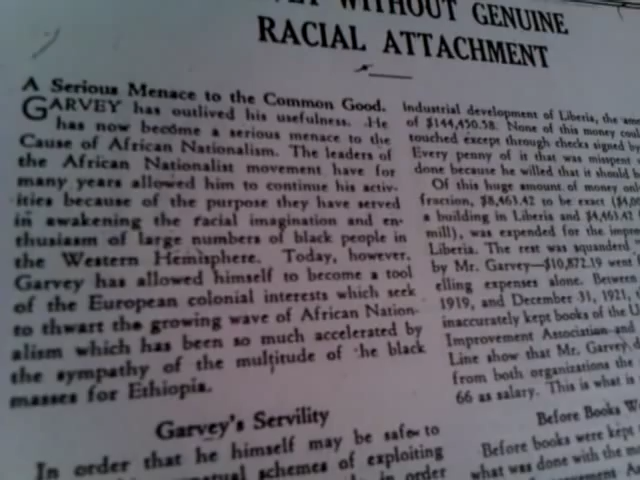 WITHOUT GENUINE
RACIAL ATTACHMENT
A Serious Menace to the Common Good.
GARVEY has outlived his usefulness. He
has now become a serious menace to the
Cause of African Nationalism. The leaders of
the African Nationalist movement have for
many years allowed him to continue his activ-
ities because of the purpose they have served
in awakening the racial imagination and en-
thusiasm of large numbers of black people in
the Western Hemisphere. Today, however,
Garvey has allowed himself to become a tool
of the European colonial interests which seek
to thwart the growing wave of African Nation-
alism which has been so much accelerated by
the sympathy of the multitude of he black
masses for Ethiopia.
Garvey's Servility
In order that he himself may be safe to
schemes of exploiting
in order
industrial development of Liberia, the
of $144,450.58. None of this money
touched except through checks signed by
Every penny of it that was misspent
done because he willed that it should
Of this huge amount of money
fraction, $8,463.42 to be exact
a building in Liberia and $4,463.42
mill), was expended for the
Liberia. The rest was squandered
by Mr. Garvey—$10,872.19 went
elling expenses alone. Between
1919, and December 31, 1921,
inaccurately kept books of the
Improvement Association and
Line show that Mr. Garvey
from both organizations the
66 as salary. This is what is
Before Books
Before books were kept
what was done with the